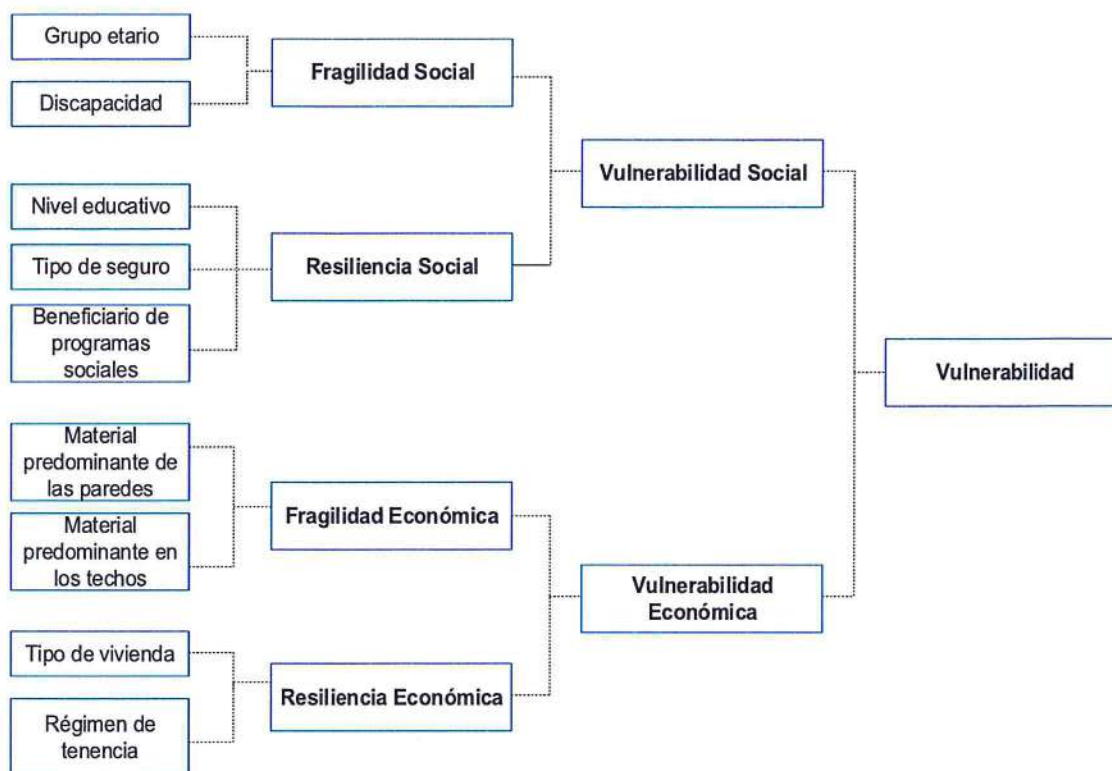 Grupo etario
Discapacidad
Fragilidad Social
Nivel educativo
Tipo de seguro
Beneficiario de
programas
sociales
Resiliencia Social
Vulnerabilidad Social
Material
predominante de
las paredes
Material
predominante en
los techos
Fragilidad Económica
Tipo de vivienda
Régimen de
tenencia
Resiliencia Económica
Vulnerabilidad
Económica
Vulnerabilidad